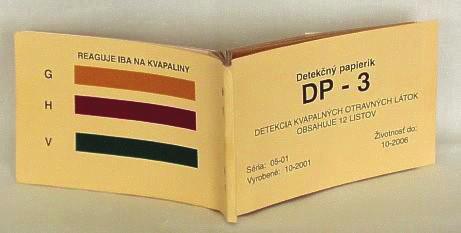 REAGUJE IBA NA KVAPALINY
G
H
V
Detekčný papierik
DP - 3
DETEKCIA KVAPALNÝCH OTRAVNÝCH LÁTOK
OBSAHUJE 12 LISTOV
Séria: 05-01
Vyrobené: 10-2001
Životnosť do:
10-2006